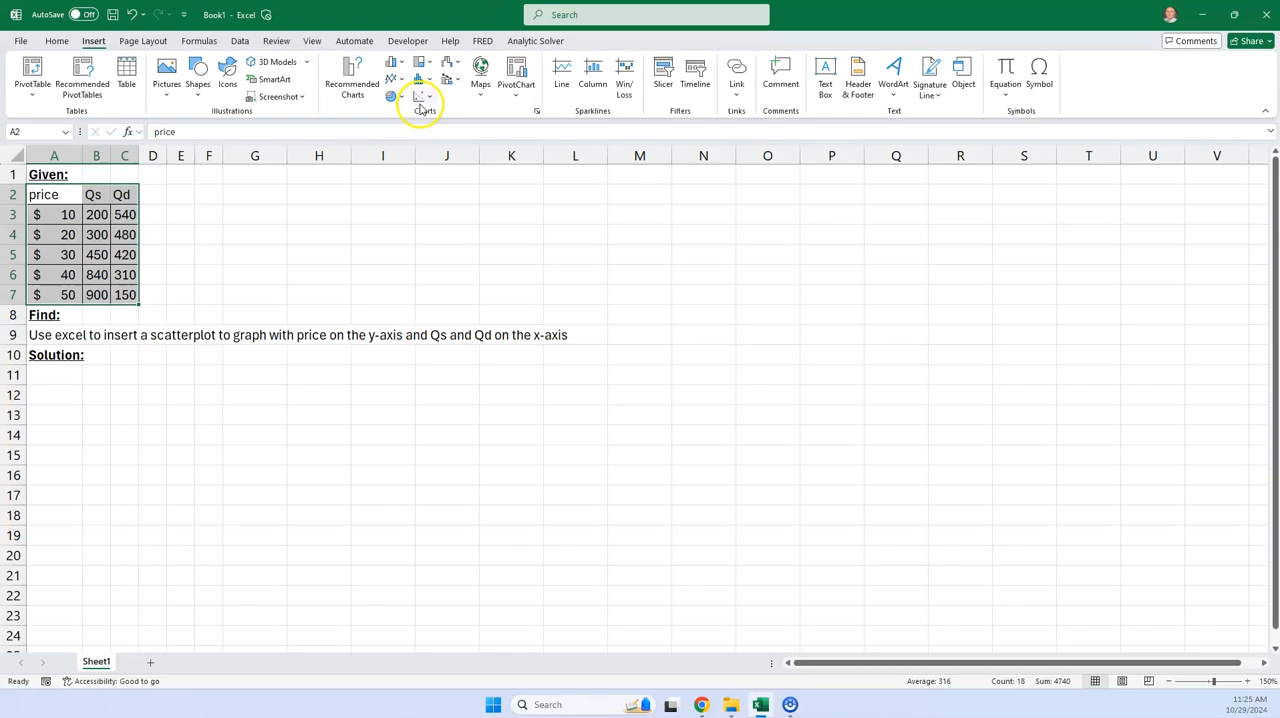 AutoSave Off Book1 - Excel Search
File Home Insert Page Layout Formulas Data Review View Automate Developer Help FRED Analytic Solver Comments Share
PivotTable Recommended PivotTables Table Pictures Shapes Icons 3D Models SmartArt Screenshot Recommended Charts Maps PivotChart Line Column Win/Loss Slicer Timeline Link Comment Text Box Header & Footer WordArt Signature Line Object Equation Symbol
Tables Illustrations Charts Sparklines Filters Links Comments Text Symbols
A2 fx price
A B C D E F G H I J K L M N O P Q R S T U V
1 Given:
2 price Qs Qd
3 $ 10 200 540
4 $ 20 300 480
5 $ 30 450 420
6 $ 40 840 310
7 $ 50 900 150
8 Find:
9 Use excel to insert a scatterplot to graph with price on the y-axis and Qs and Qd on the x-axis
10 Solution:
11
12
13
14
15
16
17
18
19
20
21
22
23
24
Sheet1
Ready Accessibility: Good to go Average: 316 Count: 18 Sum: 4740 150%
Search 11:25 AM
10/29/2024